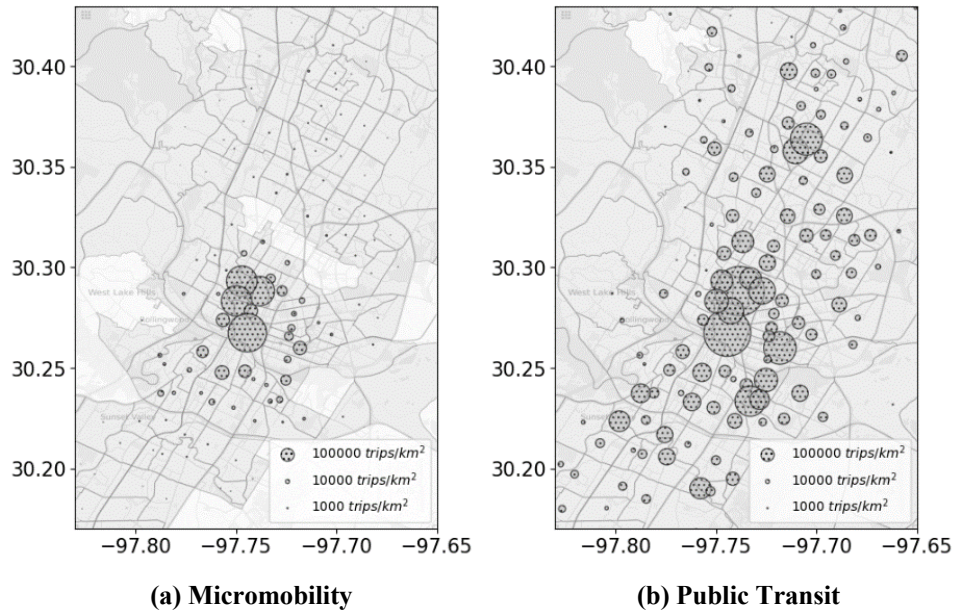 30.40
30.35
30.30
30.25
30.20
West Lake Hills
Rollingwood
Sunset Valley
100000 trips/km²
10000 trips/km²
1000 trips/km²
−97.80 −97.75 −97.70 −97.65
(a) Micromobility
30.40
30.35
30.30
30.25
30.20
West Lake Hills
100000 trips/km²
10000 trips/km²
1000 trips/km²
−97.80 −97.75 −97.70 −97.65
(b) Public Transit